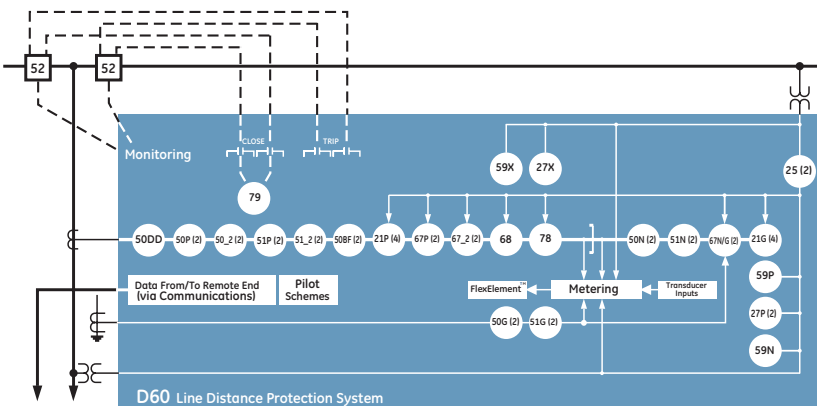 52
52
CLOSE
TRIP
Monitoring
59X
27X
25 (2)
79
50DD
50P (2)
50_2 (2)
51P (2)
51_2 (2)
50BF (2)
21P (4)
67P (2)
67_2 (2)
68
78
50N (2)
51N (2)
67N/G (2)
21G (4)
Data From/To Remote End
(via Communications)
Pilot
Schemes
FlexElement™
Metering
Transducer
Inputs
59P
50G (2)
51G (2)
27P (2)
59N
D60 Line Distance Protection System